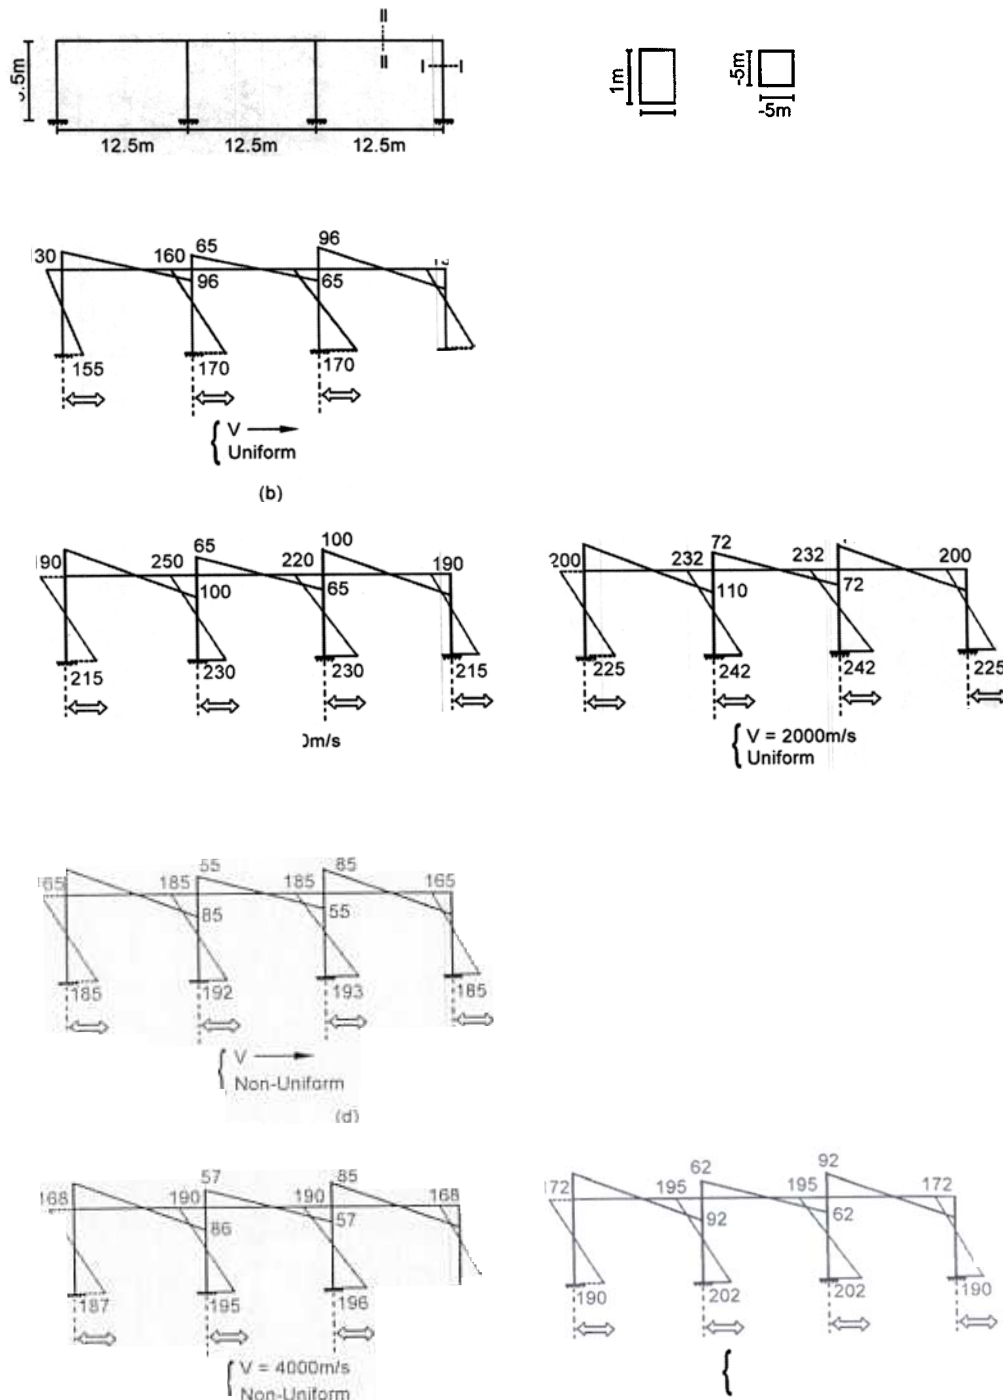 II
II
I I
.5m
12.5m 12.5m 12.5m
1m
-5m
-5m
30 160 65 96
96 65
155 170 170
V
Uniform
(b)
190 250 65 220 100 190
100 65
215 230 230 215
0m/s
200 232 72 232 200
110 72
225 242 242 225
V = 2000m/s
Uniform
165 185 55 185 85 165
85 55
185 192 193 185
V
Non-Uniform
(d)
168 190 57 190 85 168
86 57
187 195 196
V = 4000m/s
Non-Uniform
172 195 62 195 92 172
92 62
190 202 202 190